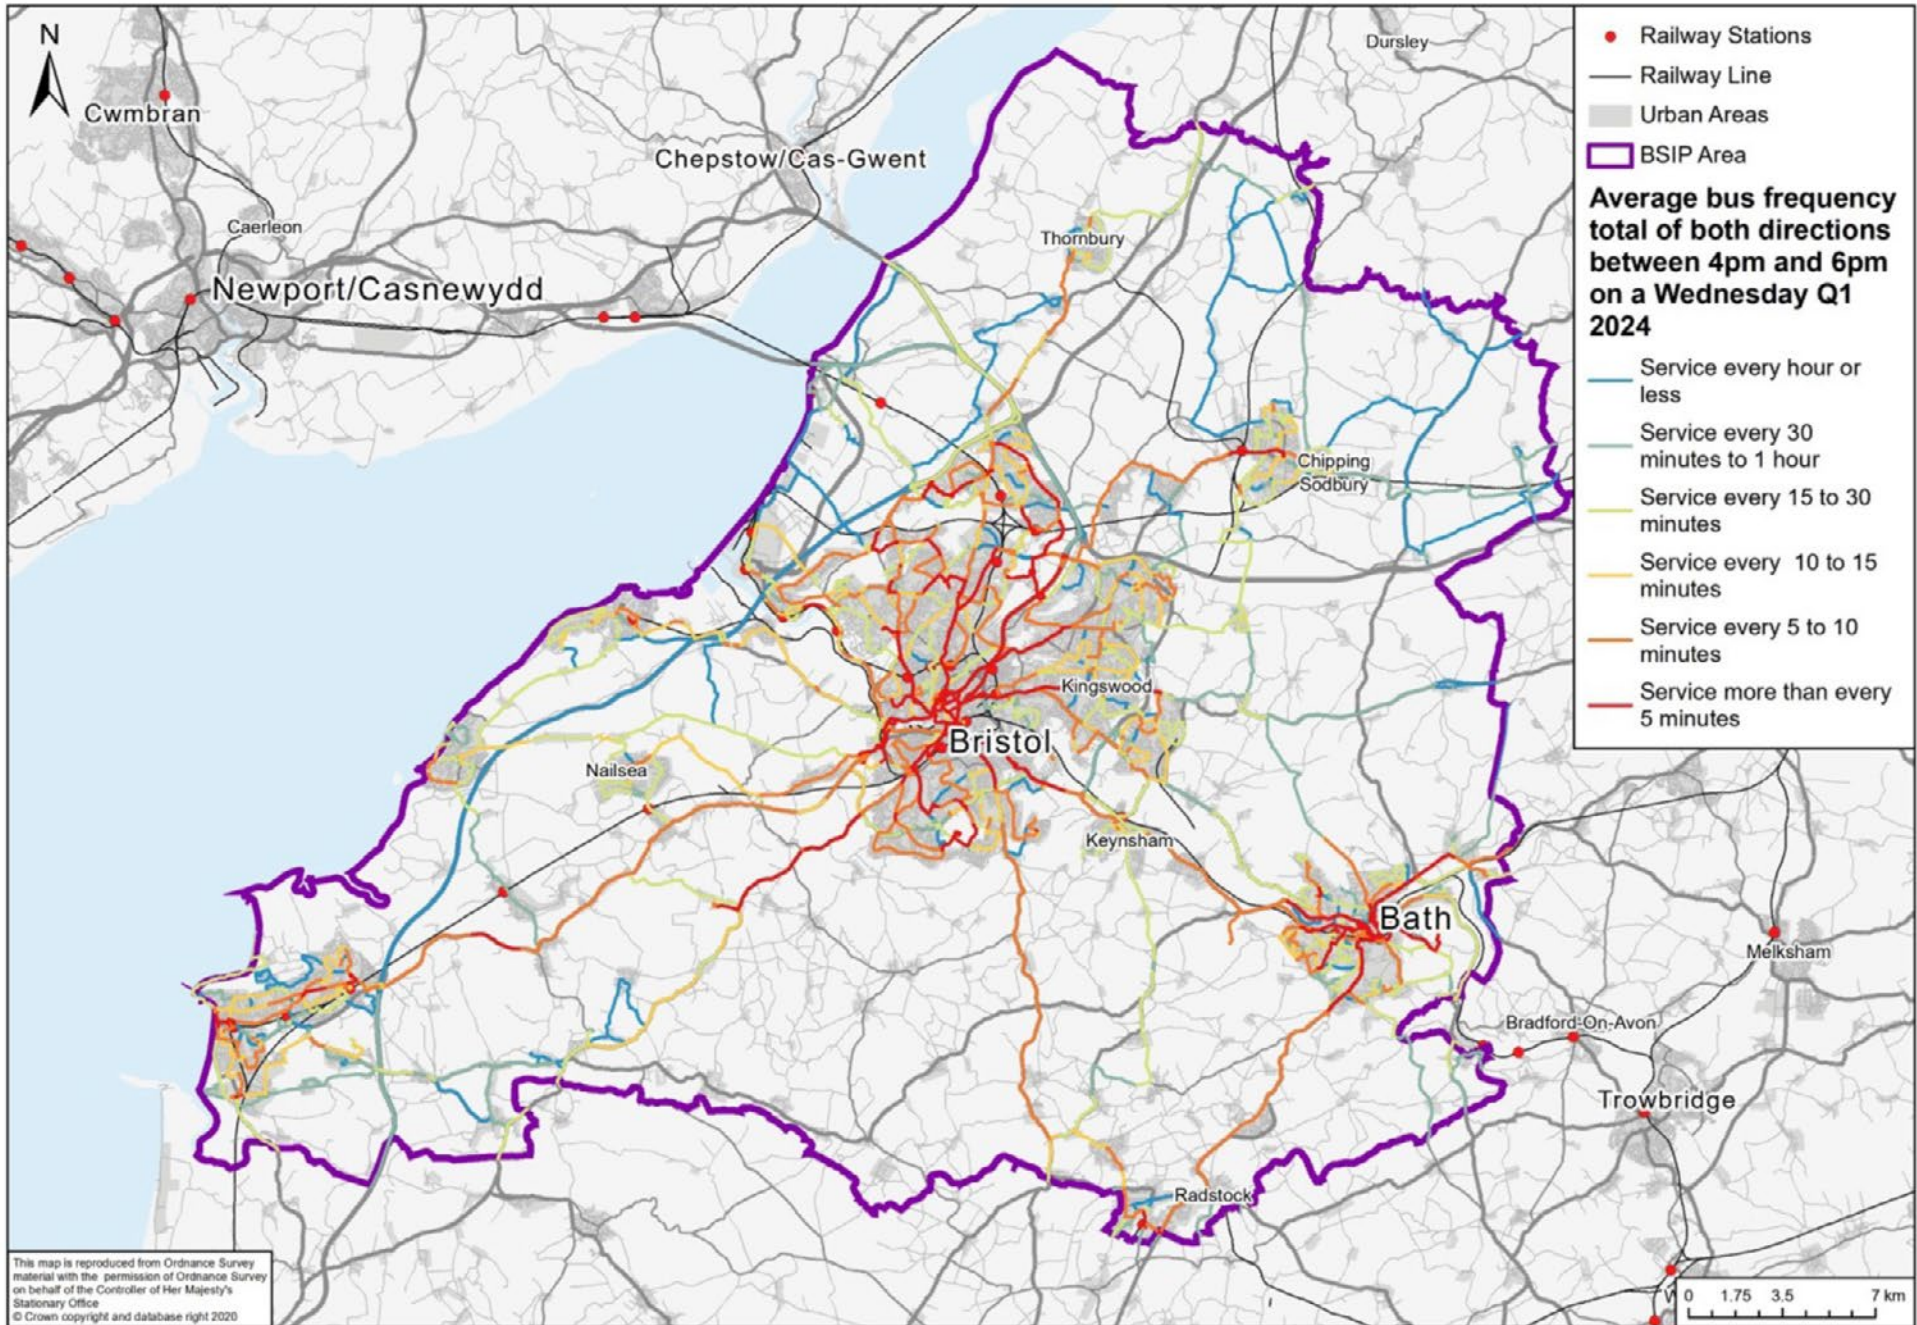 N
Cwmbran
Chepstow/Cas-Gwent
Dursley
Caerleon
Newport/Casnewydd
Thornbury
Chipping
Sodbury
Kingswood
Bristol
Nailsea
Keynsham
Bath
Melksham
Bradford-On-Avon
Trowbridge
Radstock
Railway Stations
Railway Line
Urban Areas
BSIP Area
Average bus frequency
total of both directions
between 4pm and 6pm
on a Wednesday Q1
2024
Service every hour or
less
Service every 30
minutes to 1 hour
Service every 15 to 30
minutes
Service every 10 to 15
minutes
Service every 5 to 10
minutes
Service more than every
5 minutes
This map is reproduced from Ordnance Survey
material with the permission of Ordnance Survey
on behalf of the Controller of Her Majesty's
Stationary Office
© Crown copyright and database right 2020
0 1.75 3.5 7 km